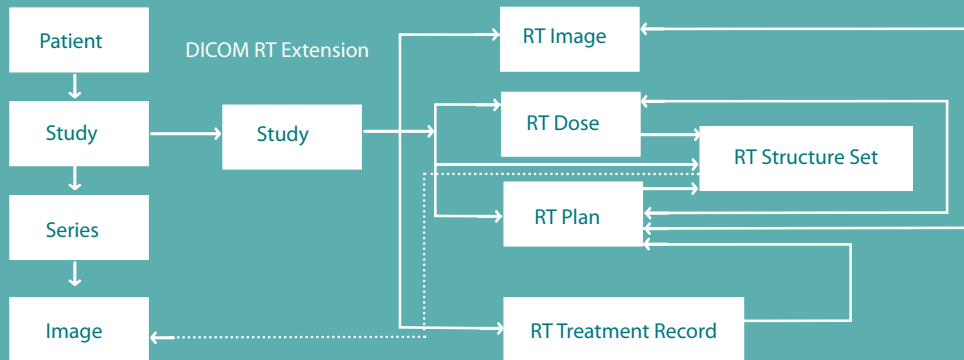 Patient
DICOM RT Extension
RT Image
Study
Study
RT Dose
RT Structure Set
Series
RT Plan
Image
RT Treatment Record